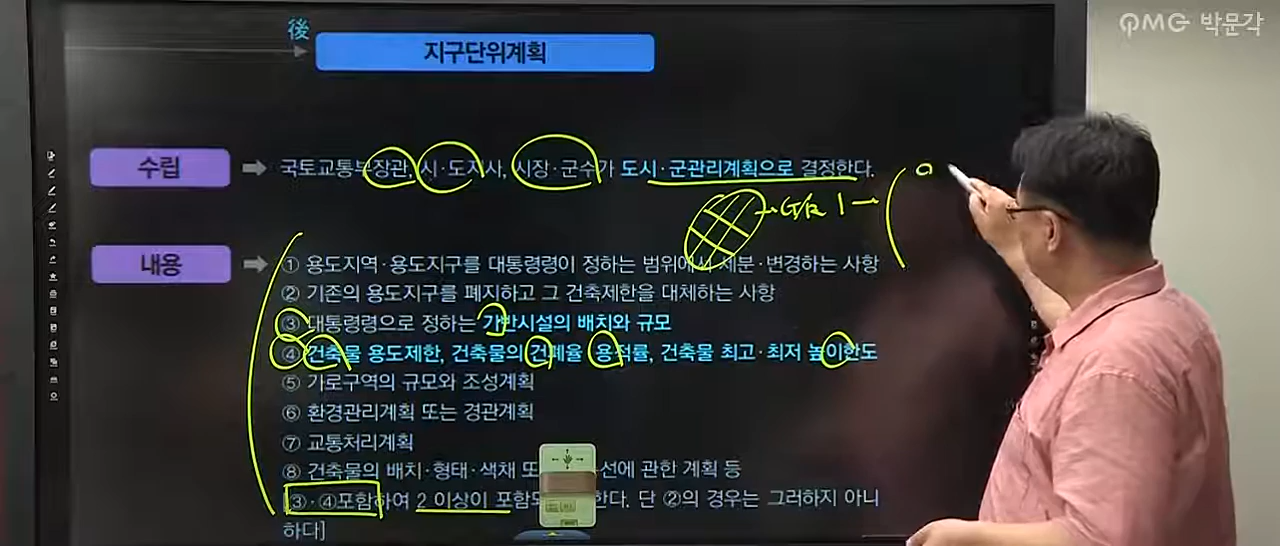 QMG 박문각
後
지구단위계획
수립
국토교통부장관, 시·도지사, 시장·군수가 도시·군관리계획으로 결정한다.
내용
① 용도지역·용도지구를 대통령령이 정하는 범위에서 세분·변경하는 사항
② 기존의 용도지구를 폐지하고 그 건축제한을 대체하는 사항
③ 대통령령으로 정하는 기반시설의 배치와 규모
④ 건축물 용도제한, 건축물의 건폐율 용적률, 건축물 최고·최저 높이한도
⑤ 가로구역의 규모와 조성계획
⑥ 환경관리계획 또는 경관계획
⑦ 교통처리계획
⑧ 건축물의 배치·형태·색채 또 선에 관한 계획 등
[③·④포함하여 2 이상이 포함 한다. 단 ②의 경우는 그러하지 아니
하다]